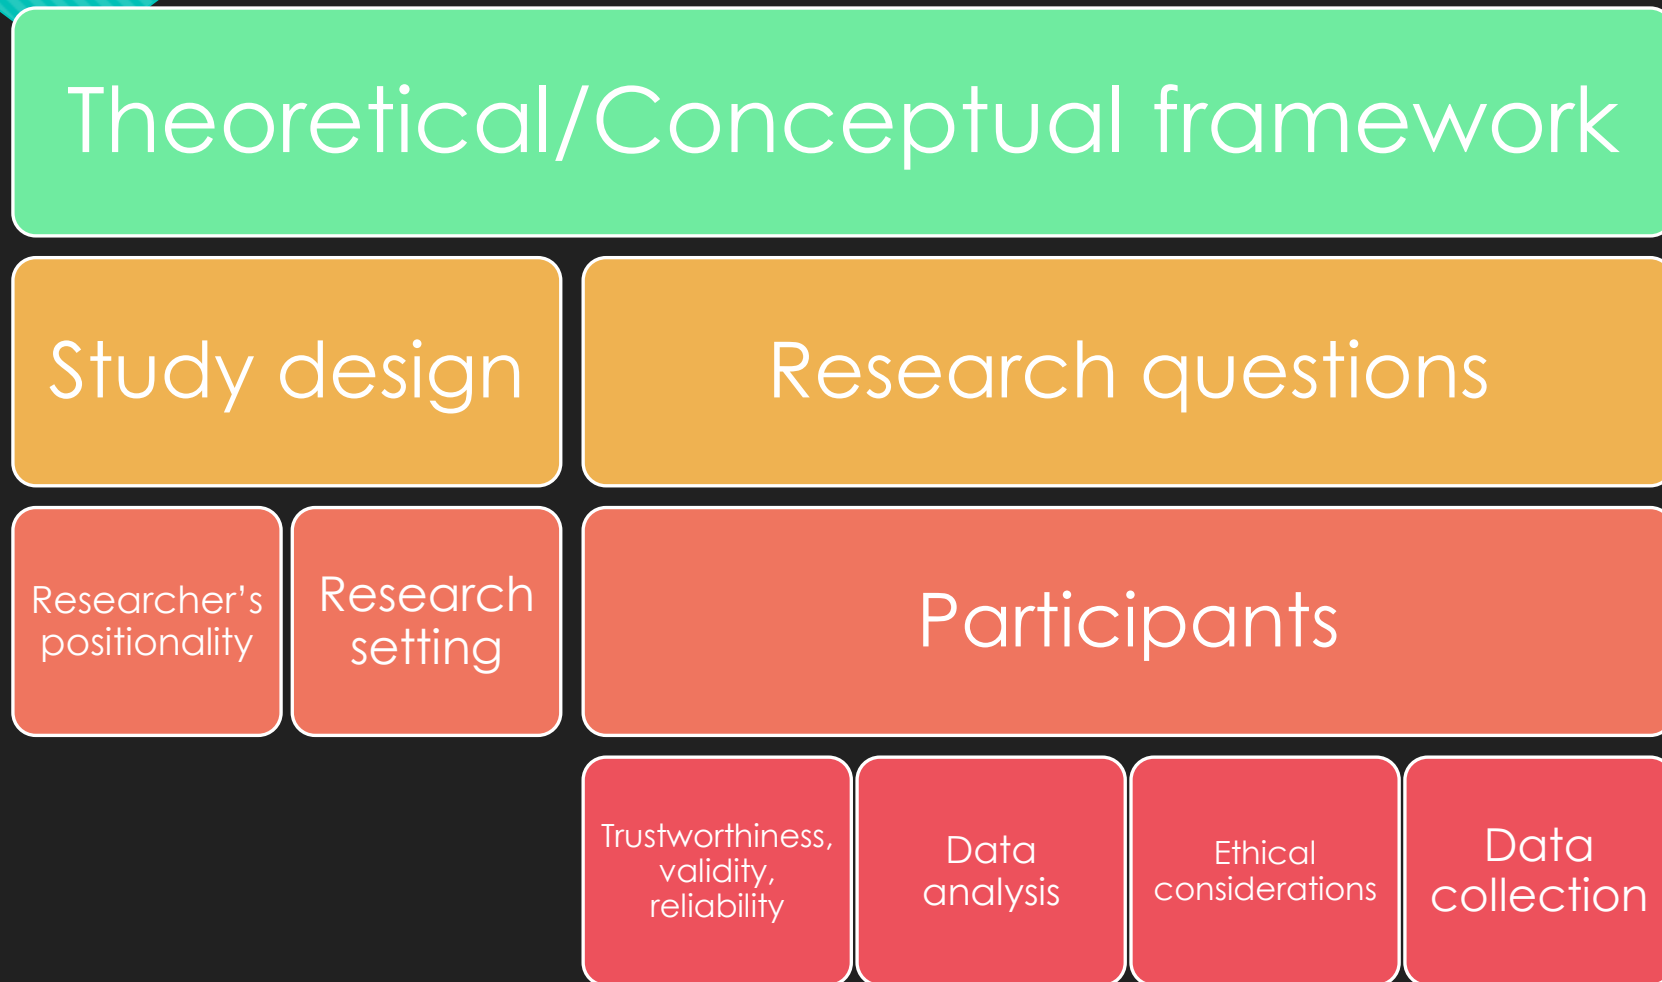 Theoretical/Conceptual framework
Study design
Research questions
Researcher’s
positionality
Research
setting
Participants
Trustworthiness,
validity,
reliability
Data
analysis
Ethical
considerations
Data
collection